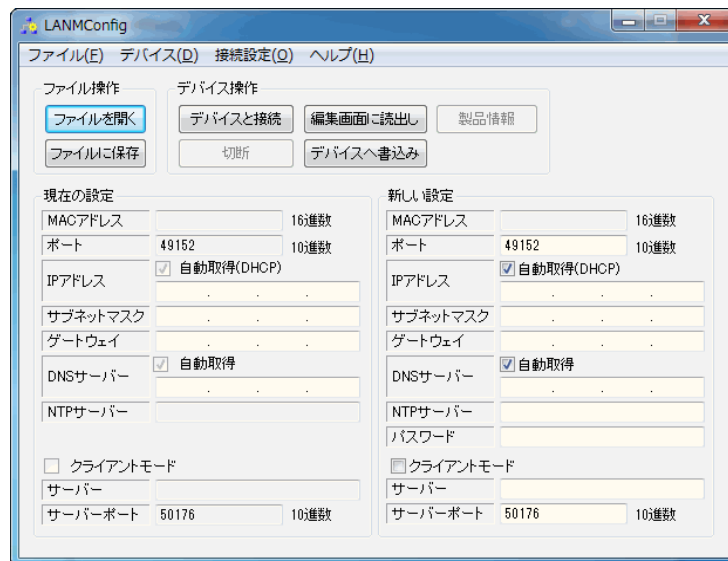 LANMConfig
ファイル(F) デバイス(D) 接続設定(O) ヘルプ(H)
ファイル操作 デバイス操作
ファイルを開く デバイスと接続 編集画面に読出し 製品情報
ファイルに保存 切断 デバイスへ書込み
現在の設定
MACアドレス 16進数
ポート 49152 10進数
IPアドレス 自動取得(DHCP)
. . .
サブネットマスク . . .
ゲートウェイ . . .
DNSサーバー 自動取得
. . .
NTPサーバー
クライアントモード
サーバー
サーバーポート 50176 10進数
新しい設定
MACアドレス 16進数
ポート 49152 10進数
IPアドレス 自動取得(DHCP)
. . .
サブネットマスク . . .
ゲートウェイ . . .
DNSサーバー 自動取得
. . .
NTPサーバー
パスワード
クライアントモード
サーバー
サーバーポート 50176 10進数